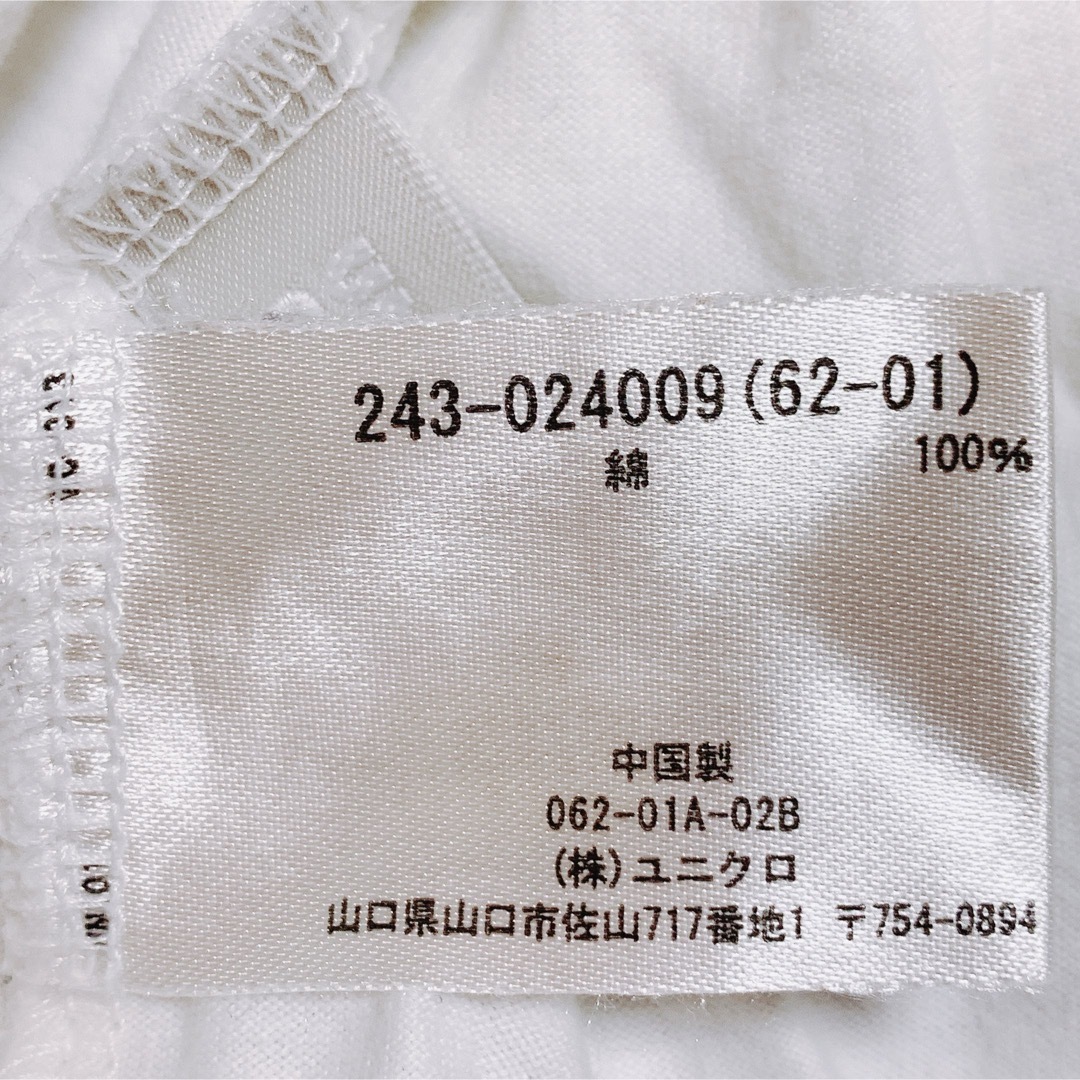 243-024009(62-01)
綿 100%
中国製
062-01A-02B
(株)ユニクロ
山口県山口市佐山717番地1 〒754-0894